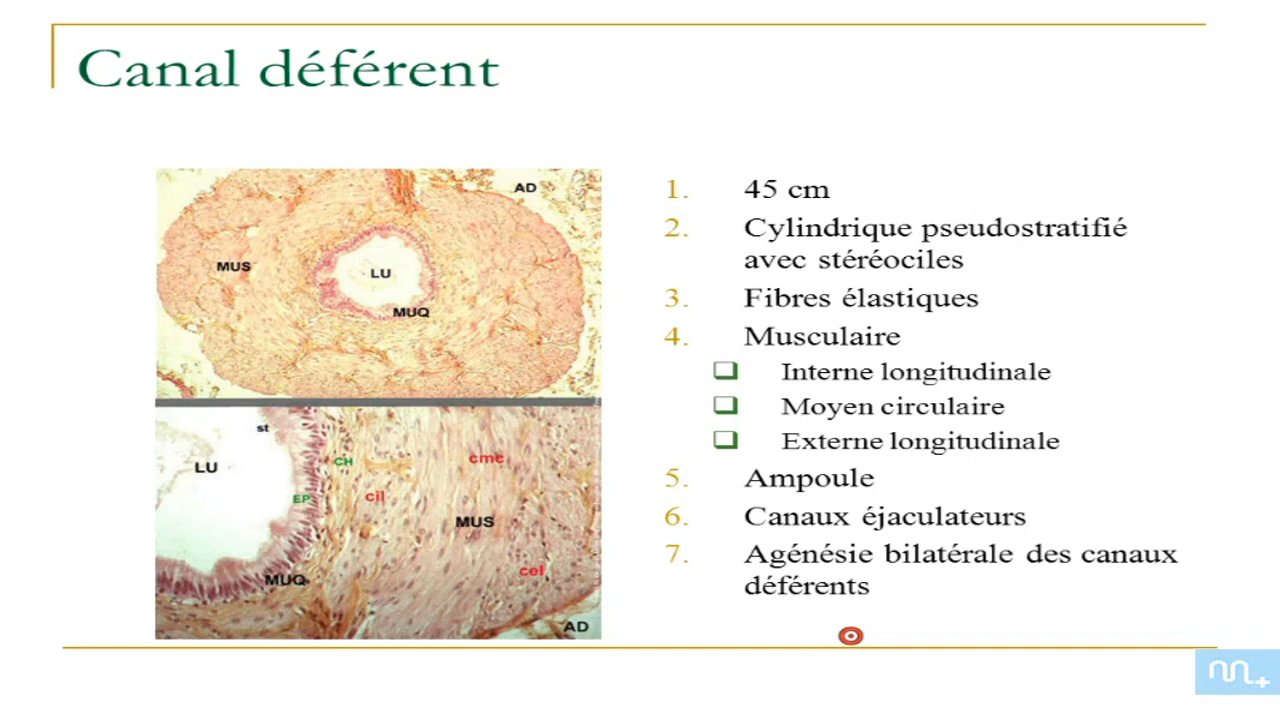 Canal déférent
AD
MUS
LU
MUQ
st
LU
CH
cmc
EP
cil
MUS
MUQ
cel
AD
1. 45 cm
2. Cylindrique pseudostratifié
avec stéréociles
3. Fibres élastiques
4. Musculaire
Interne longitudinale
Moyen circulaire
Externe longitudinale
5. Ampoule
6. Canaux éjaculateurs
7. Agénésie bilatérale des canaux
déférents